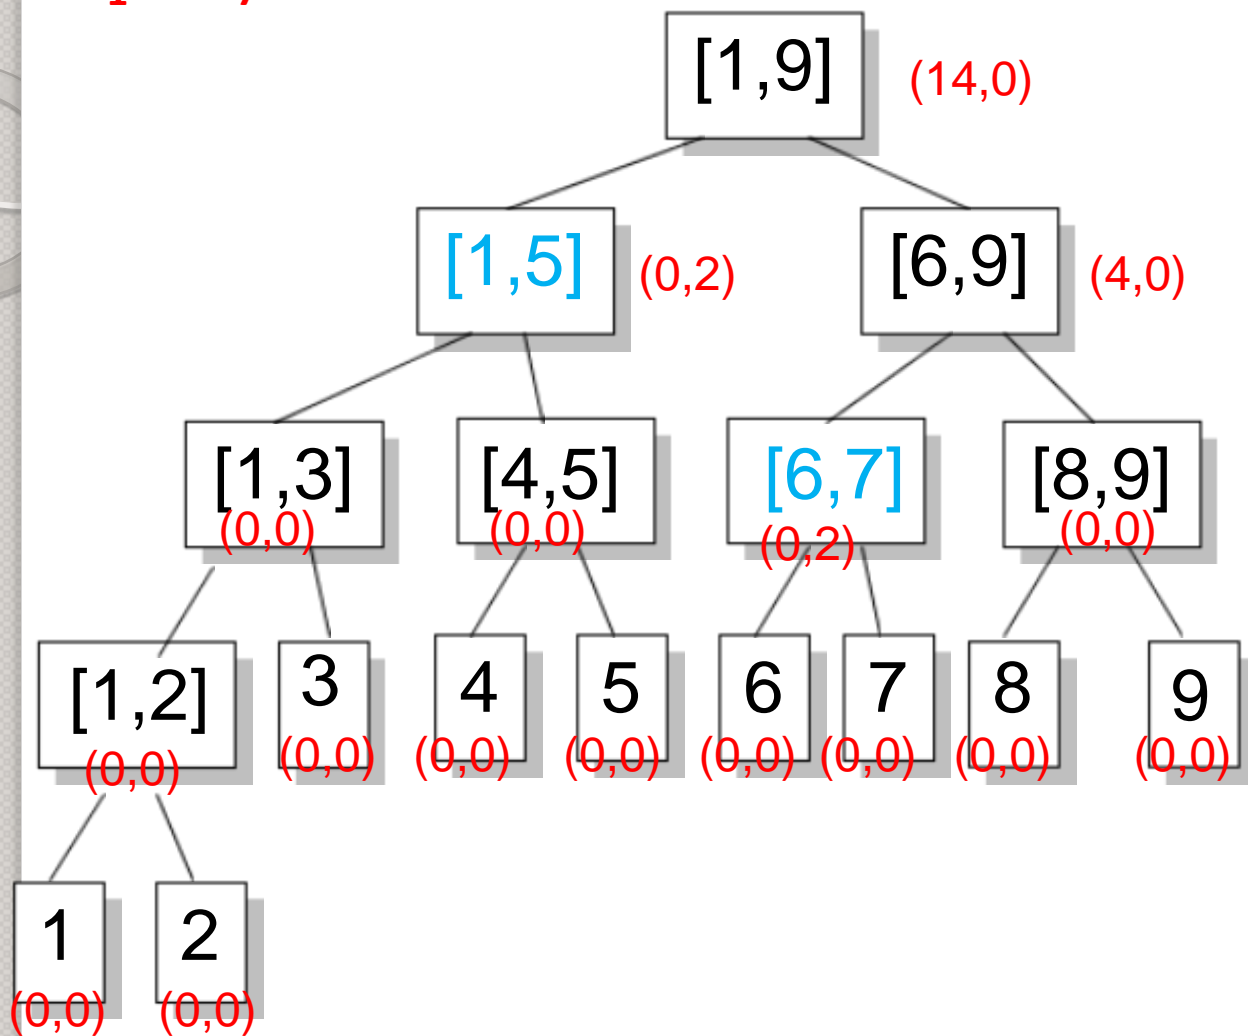 [1,9] (14,0)
[1,5] (0,2) [6,9] (4,0)
[1,3] [4,5] [6,7] [8,9]
(0,0) (0,0) (0,2) (0,0)
[1,2] 3 4 5 6 7 8 9
(0,0) (0,0) (0,0) (0,0) (0,0) (0,0) (0,0) (0,0)
1 2
(0,0) (0,0)